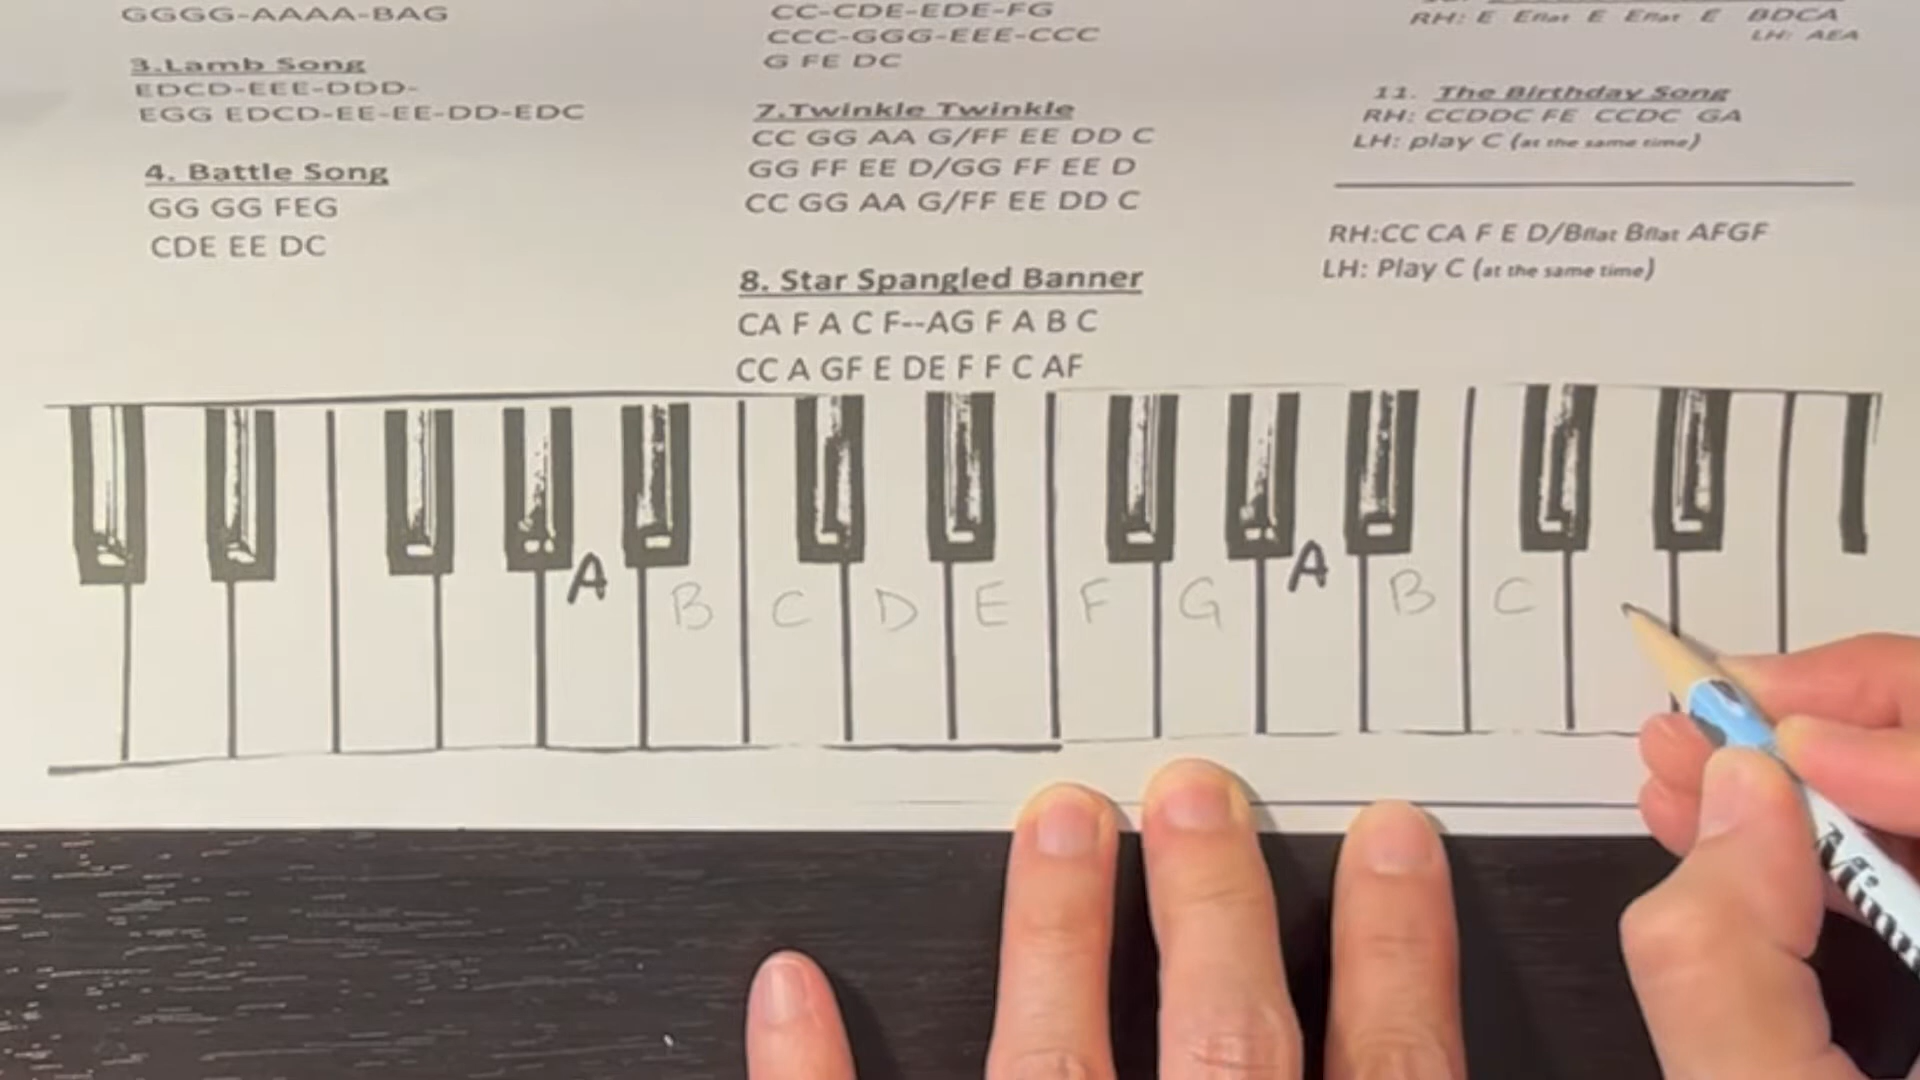 GGGG-AAAA-BAG
3.Lamb Song
EDCD-EEE-DDD-
EGG EDCD-EE-EE-DD-EDC
4. Battle Song
GG GG FEG
CDE EE DC
CC-CDE-EDE-FG
CCC-GGG-EEE-CCC
G FE DC
7.Twinkle Twinkle
CC GG AA G/FF EE DD C
GG FF EE D/GG FF EE D
CC GG AA G/FF EE DD C
8. Star Spangled Banner
CA F A C F--AG F A B C
CC A GF E DE F F C AF
RH: E Eflat E Eflat E BDCA
LH: AEA
11. The Birthday Song
RH: CCDDC FE CCDC GA
LH: play C (at the same time)
RH:CC CA F E D/Bflat Bflat AFGF
LH: Play C (at the same time)
A B C D E F G A B C